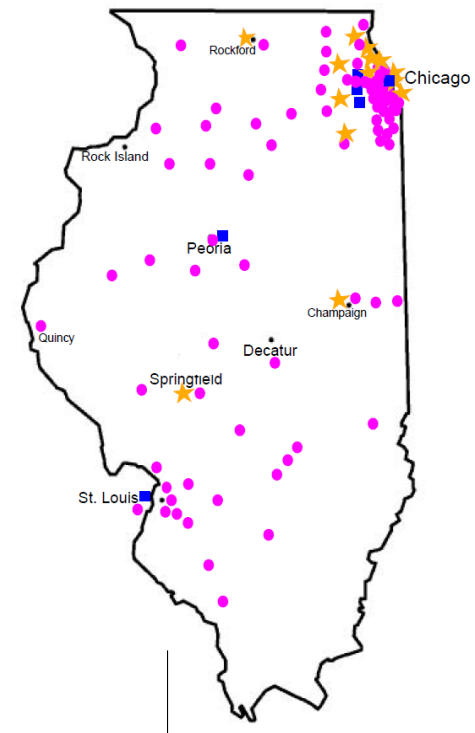 Rockford
Chicago
Rock Island
Peoria
Champaign
Quincy
Decatur
Springfield
St. Louis